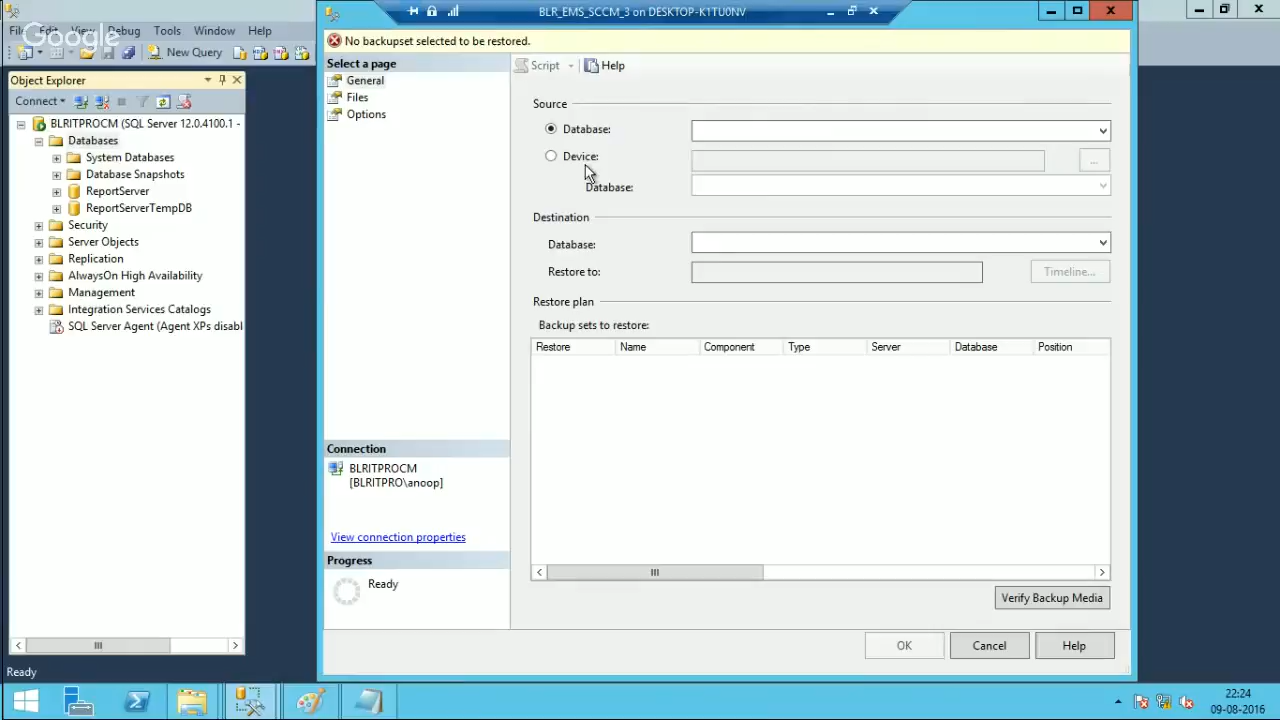 BLR_EMS_SCCM_3 on DESKTOP-K1TU0NV
File Edit View Debug Tools Window Help
Google
New Query
Object Explorer
Connect
BLRITPROCM (SQL Server 12.0.4100.1 -
Databases
System Databases
Database Snapshots
ReportServer
ReportServerTempDB
Security
Server Objects
Replication
AlwaysOn High Availability
Management
Integration Services Catalogs
SQL Server Agent (Agent XPs disabl
Ready
No backupset selected to be restored.
Select a page
General
Files
Options
Connection
BLRITPROCM
[BLRITPRO\anoop]
View connection properties
Progress
Ready
Script Help
Source
Database:
Device:
...
Database:
Destination
Database:
Restore to:
Timeline...
Restore plan
Backup sets to restore:
Restore Name Component Type Server Database Position
Verify Backup Media
OK Cancel Help
22:24
09-08-2016